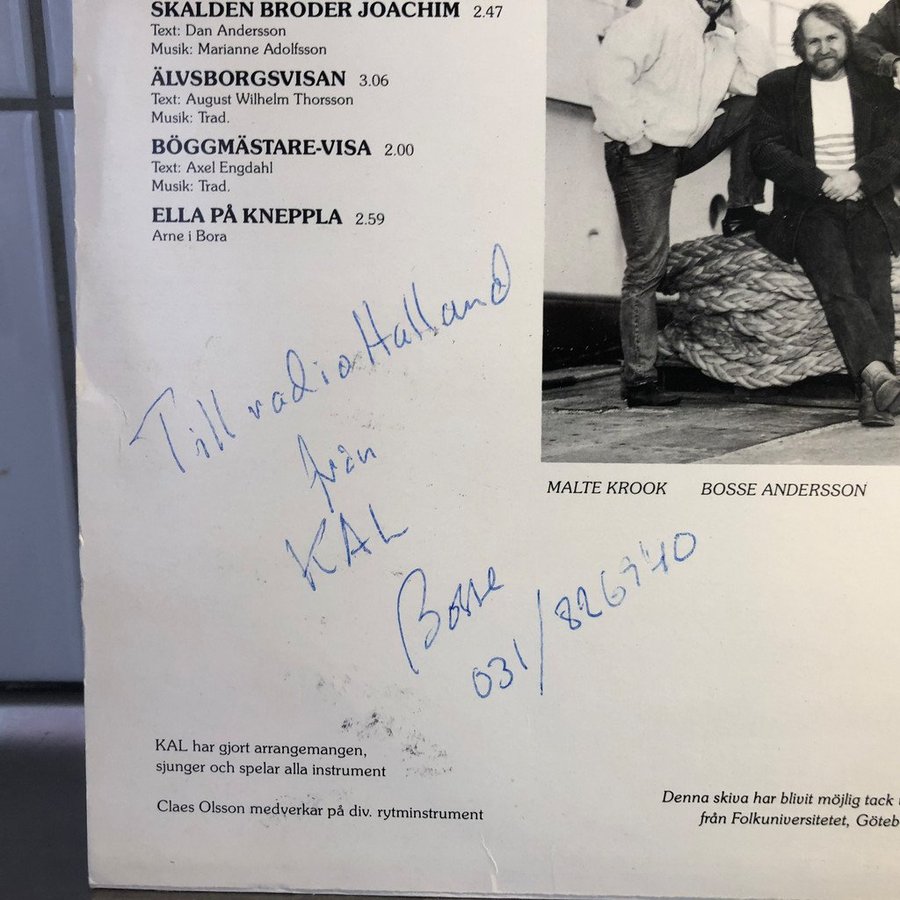 SKALDEN BRODER JOACHIM 2.47
Text: Dan Andersson
Musik: Marianne Adolfsson
ÄLVSBORGSVISAN 3.06
Text: August Wilhelm Thorsson
Musik: Trad.
BÖGGMÄSTARE-VISA 2.00
Text: Axel Engdahl
Musik: Trad.
ELLA PÅ KNEPPLA 2.59
Arne i Bora
Till radio Halland
från
KAL
Bosse
031/826740
MALTE KROOK BOSSE ANDERSSON
KAL har gjort arrangemangen,
sjunger och spelar alla instrument
Claes Olsson medverkar på div. rytminstrument
Denna skiva har blivit möjlig tack
från Folkuniversitetet, Göteb